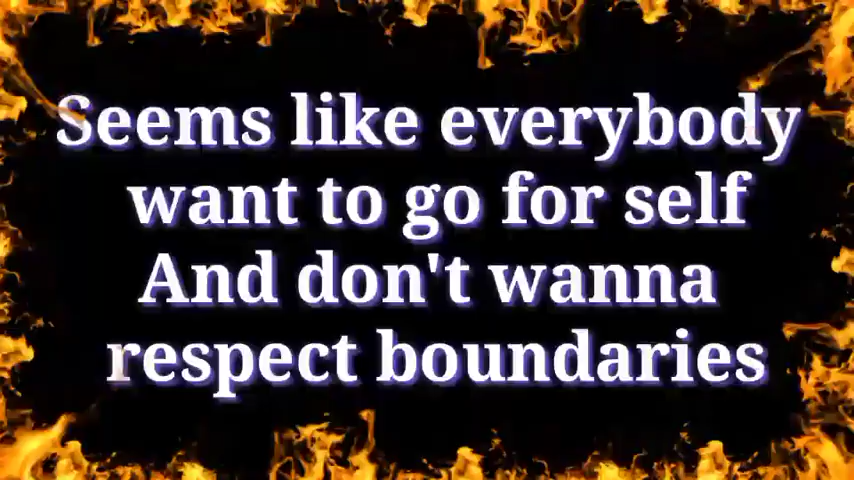 Seems like everybody
want to go for self
And don't wanna
respect boundaries